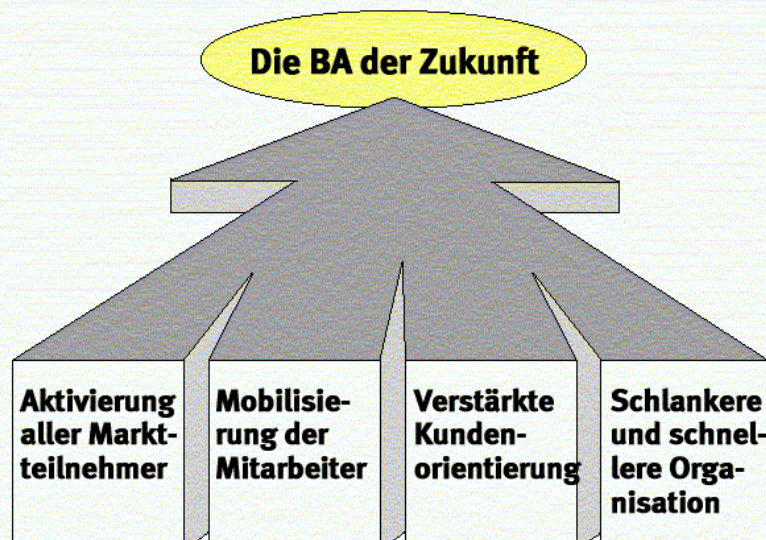 Die BA der Zukunft
Aktivierung
aller Markt-
teilnehmer
Mobilisie-
rung der
Mitarbeiter
Verstärkte
Kunden-
orientierung
Schlankere
und schnel-
lere Orga-
nisation